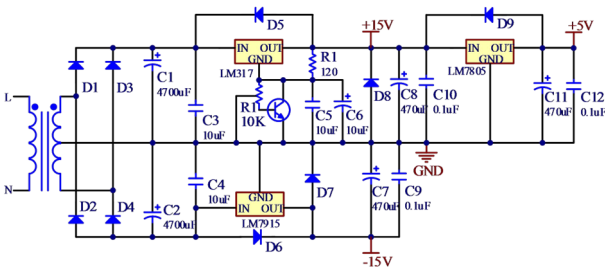 D5
+15V
D9
+5V
IN OUT
GND
LM317
R1
120
IN OUT
GND
LM7805
D1
D3
C1
4700uF
L
C3
10uF
R1
10K
C5
10uF
C6
10uF
D8
C8
470uF
C10
0.1uF
C11
470uF
C12
0.1uF
GND
N
D2
D4
C2
4700uF
C4
10uF
GND
IN OUT
LM7915
D7
D6
C7
470uF
C9
0.1uF
-15V